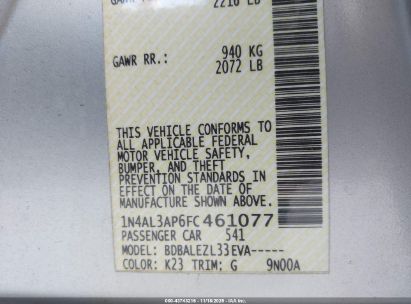 2216 LB
GAWR RR.: 940 KG
2072 LB
THIS VEHICLE CONFORMS TO
ALL APPLICABLE FEDERAL
MOTOR VEHICLE SAFETY,
BUMPER, AND THEFT
PREVENTION STANDARDS IN
EFFECT ON THE DATE OF
MANUFACTURE SHOWN ABOVE.
1N4AL3AP6FC461077
PASSENGER CAR 541
MODEL: BDBALEZL33EVA-----
COLOR: K23 TRIM: G 9N00A